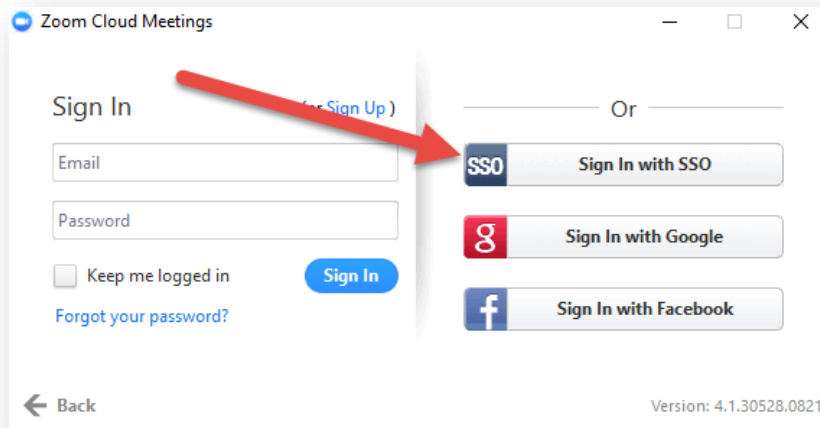 Zoom Cloud Meetings
Sign In
(or Sign Up )
Email
Password
Keep me logged in
Sign In
Forgot your password?
Or
SSO Sign In with SSO
g Sign In with Google
f Sign In with Facebook
Back
Version: 4.1.30528.0821